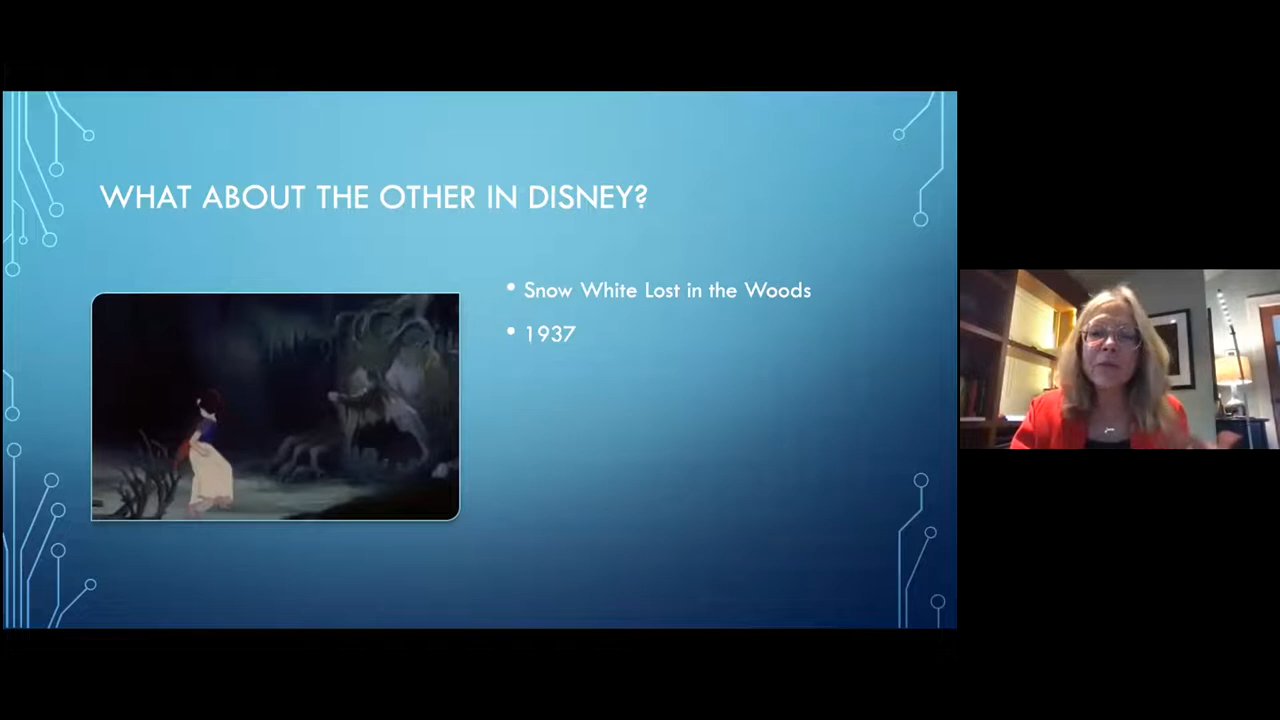 WHAT ABOUT THE OTHER IN DISNEY?
• Snow White Lost in the Woods
• 1937